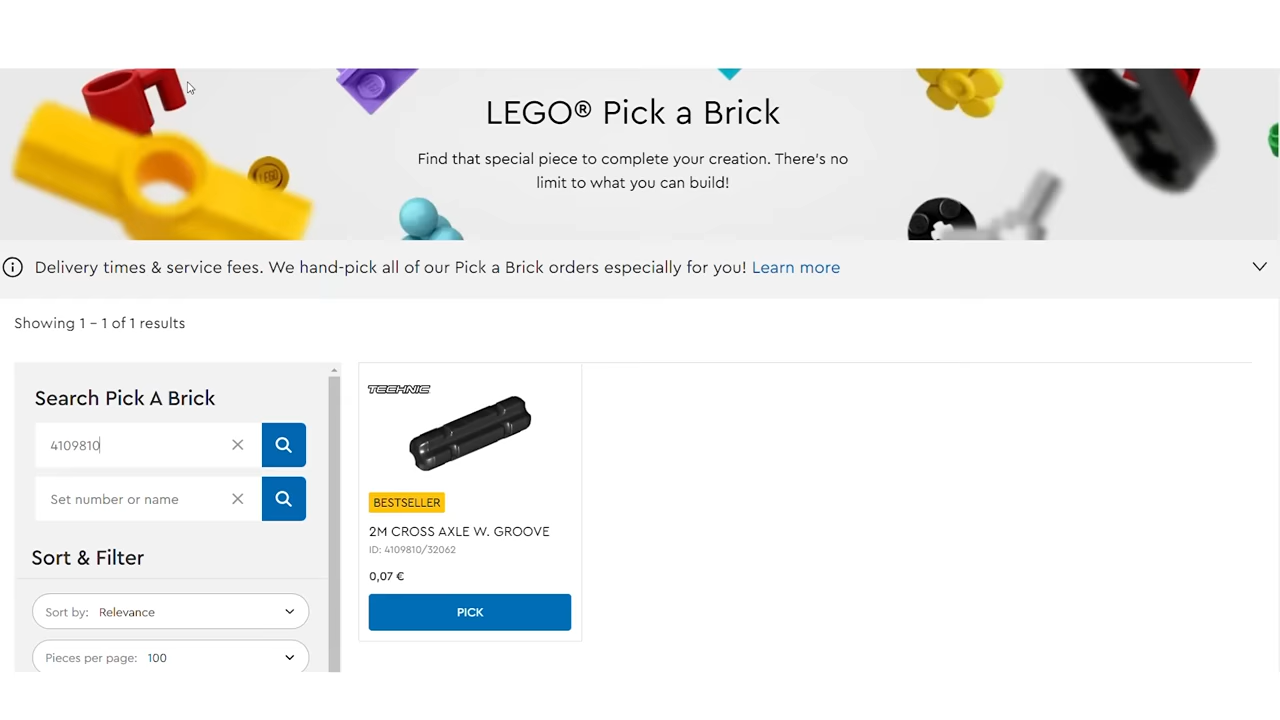 LEGO® Pick a Brick
Find that special piece to complete your creation. There's no
limit to what you can build!
LEGO
Delivery times & service fees. We hand-pick all of our Pick a Brick orders especially for you! Learn more
Showing 1 - 1 of 1 results
Search Pick A Brick
4109810
Set number or name
Sort & Filter
Sort by: Relevance
Pieces per page: 100
TECHNIC
BESTSELLER
2M CROSS AXLE W. GROOVE
ID: 4109810/32062
0,07 €
PICK